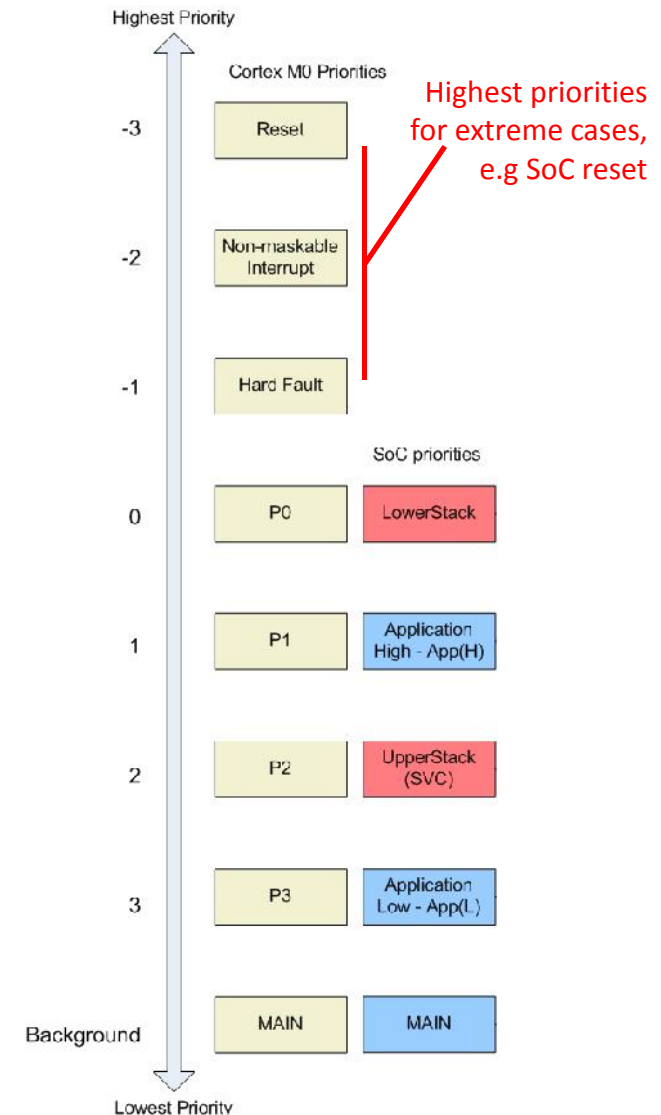 Highest Priority
Cortex M0 Priorities
Highest priorities
for extreme cases,
e.g SoC reset
-3
Reset
-2
Non-maskable
Interrupt
-1
Hard Fault
SoC priorities
0
P0
LowerStack
1
P1
Application
High - App(H)
2
P2
UpperStack
(SVC)
3
P3
Application
Low - App(L)
Background
MAIN
MAIN
Lowest Priority